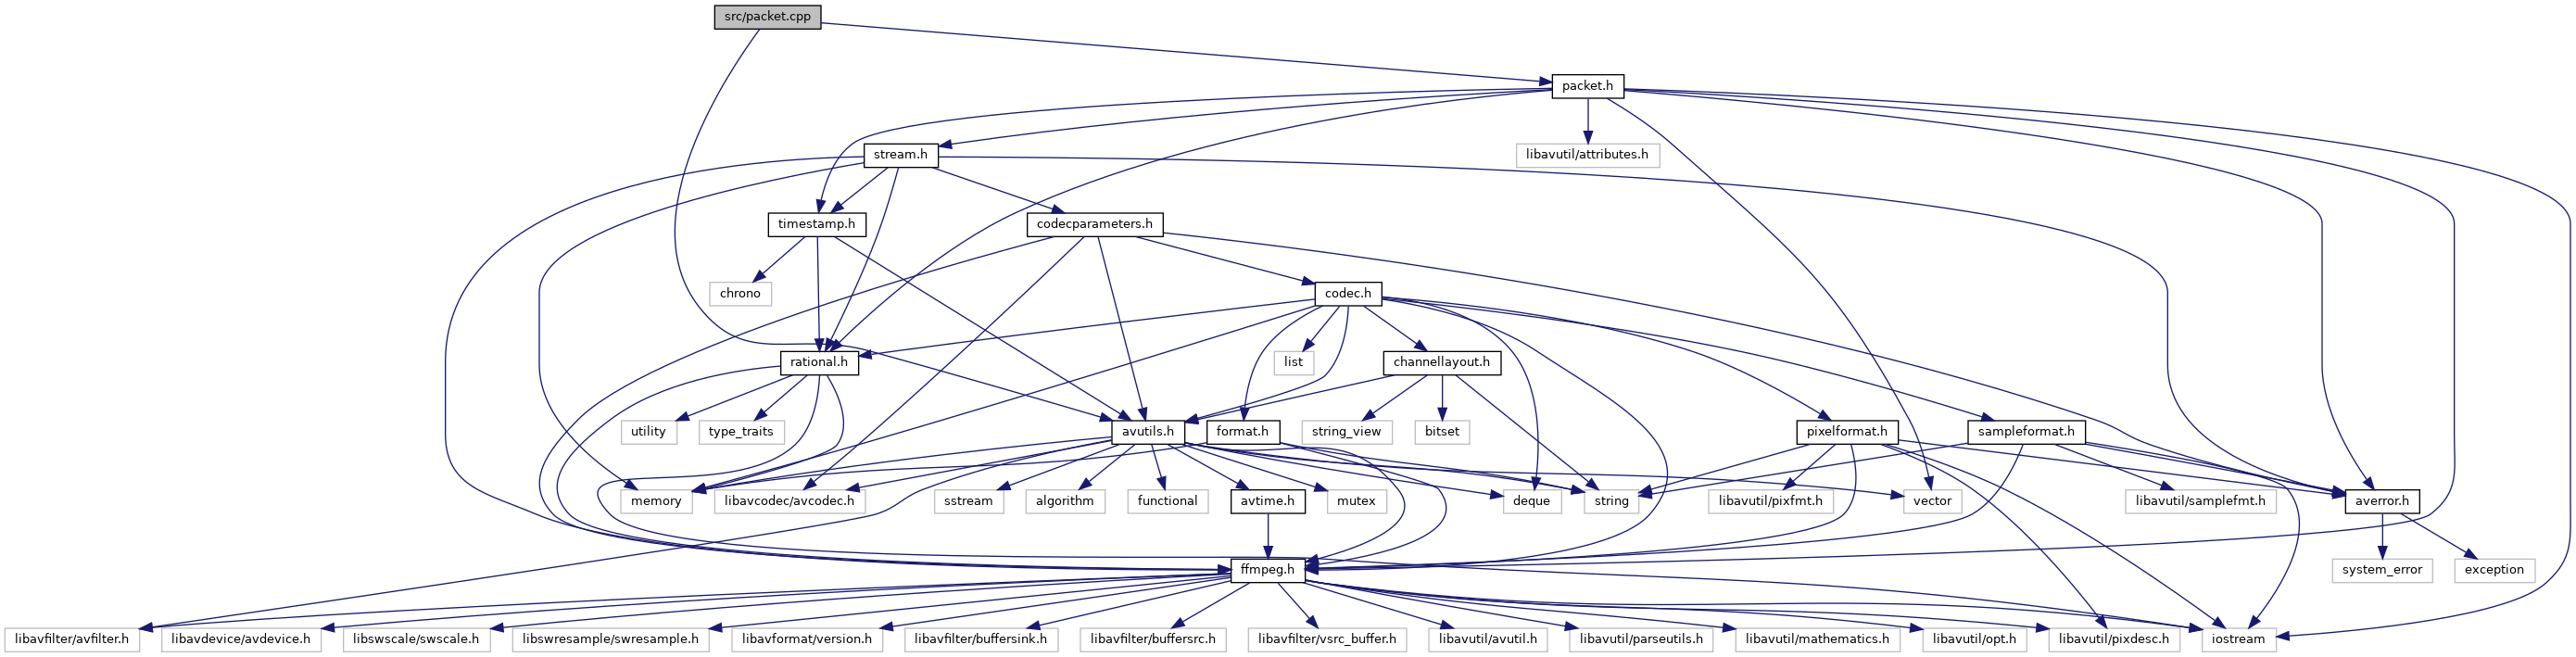 src/packet.cpp
packet.h
stream.h
libavutil/attributes.h
timestamp.h
codecparameters.h
chrono
codec.h
rational.h
list
channellayout.h
utility
type_traits
avutils.h
format.h
string_view
bitset
pixelformat.h
sampleformat.h
memory
libavcodec/avcodec.h
sstream
algorithm
functional
avtime.h
mutex
deque
string
libavutil/pixfmt.h
vector
libavutil/samplefmt.h
averror.h
ffmpeg.h
system_error
exception
libavfilter/avfilter.h
libavdevice/avdevice.h
libswscale/swscale.h
libswresample/swresample.h
libavformat/version.h
libavfilter/buffersink.h
libavfilter/buffersrc.h
libavfilter/vsrc_buffer.h
libavutil/avutil.h
libavutil/parseutils.h
libavutil/mathematics.h
libavutil/opt.h
libavutil/pixdesc.h
iostream